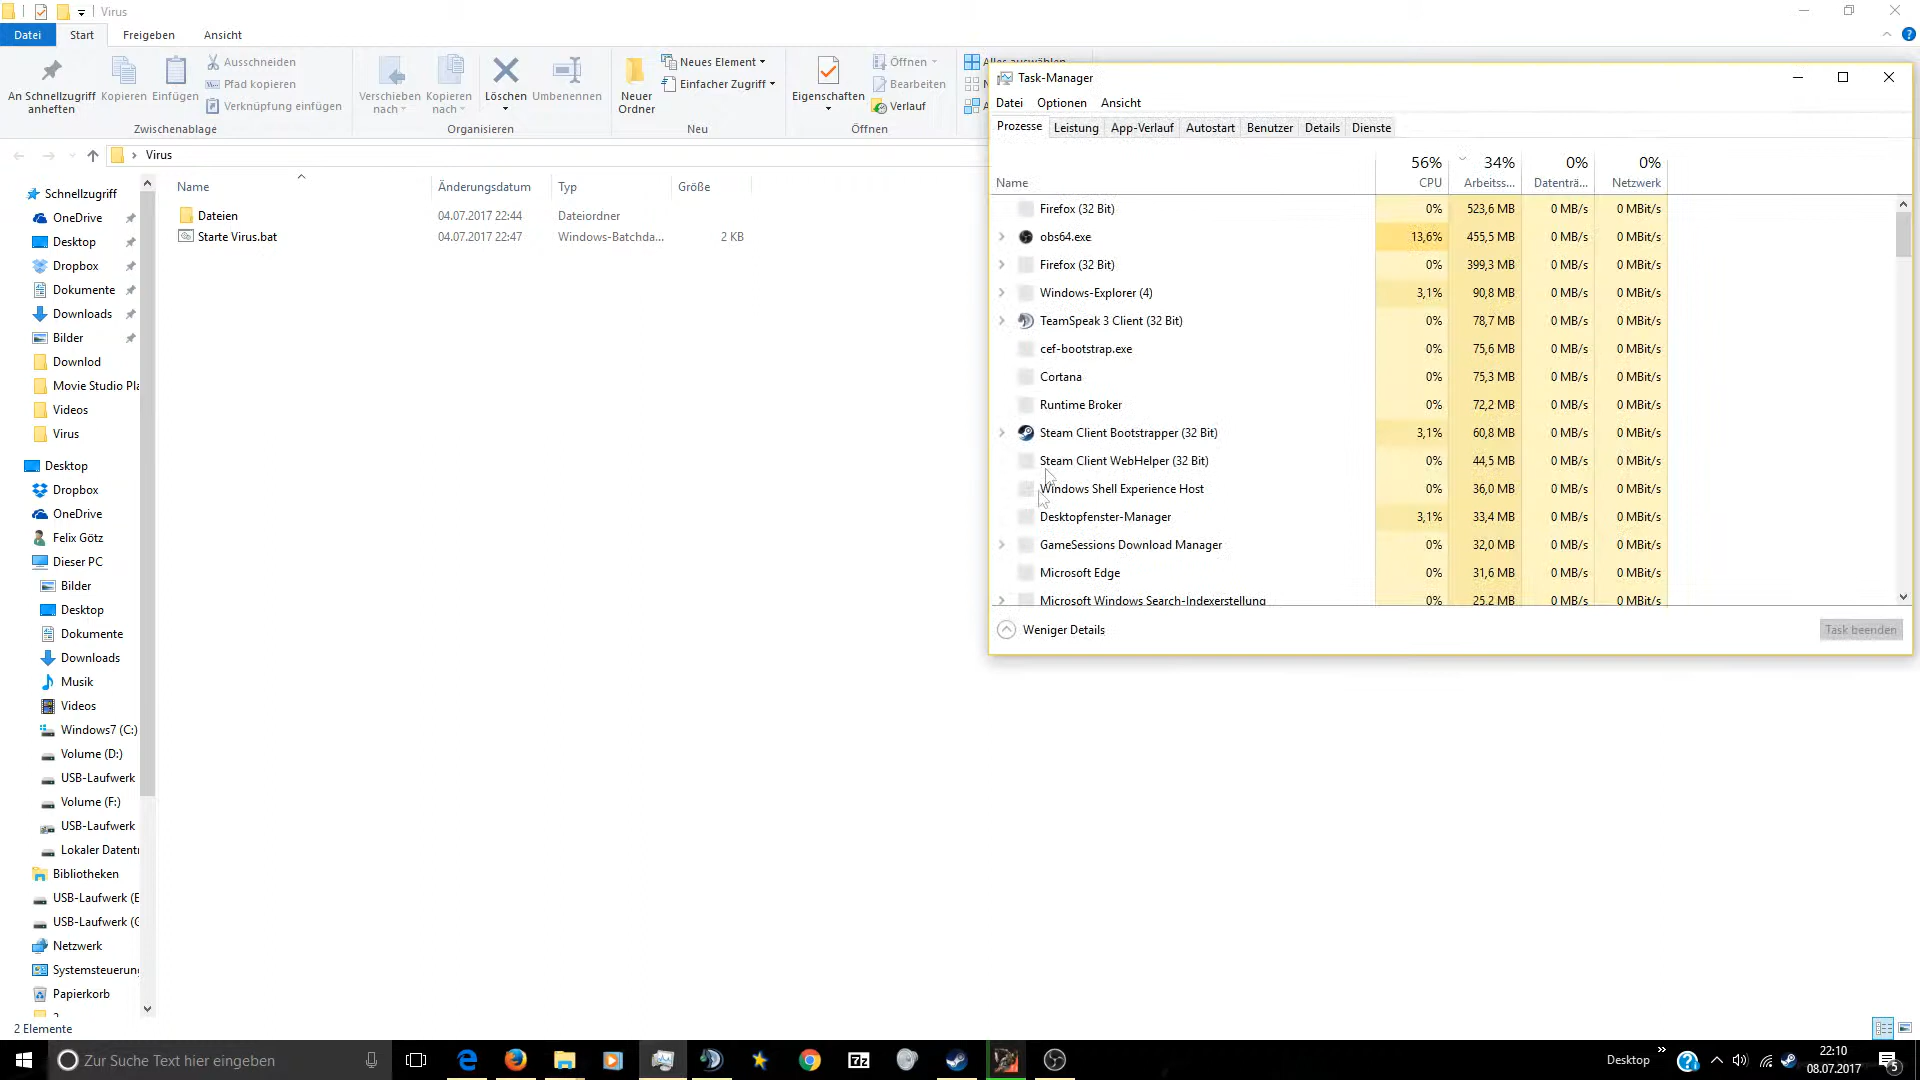 Virus
Datei Start Freigeben Ansicht
An Schnellzugriff anheften
Kopieren
Einfügen
Ausschneiden
Pfad kopieren
Verknüpfung einfügen
Zwischenablage
Verschieben nach
Kopieren nach
Löschen
Umbenennen
Organisieren
Neuer Ordner
Neues Element
Einfacher Zugriff
Neu
Eigenschaften
Öffnen
Bearbeiten
Verlauf
Öffnen
Alles auswählen
Virus
Name Änderungsdatum Typ Größe
Dateien 04.07.2017 22:44 Dateiordner
Starte Virus.bat 04.07.2017 22:47 Windows-Batchda... 2 KB
Schnellzugriff
OneDrive
Desktop
Dropbox
Dokumente
Downloads
Bilder
Downlod
Movie Studio Pla
Videos
Virus
Desktop
Dropbox
OneDrive
Felix Götz
Dieser PC
Bilder
Desktop
Dokumente
Downloads
Musik
Videos
Windows7 (C:)
Volume (D:)
USB-Laufwerk
Volume (F:)
USB-Laufwerk
Lokaler Datent
Bibliotheken
USB-Laufwerk (E
USB-Laufwerk (G
Netzwerk
Systemsteuerung
Papierkorb
2 Elemente
Task-Manager
Datei Optionen Ansicht
Prozesse Leistung App-Verlauf Autostart Benutzer Details Dienste
56% 34% 0% 0%
Name CPU Arbeitss... Datenträ... Netzwerk
Firefox (32 Bit) 0% 523,6 MB 0 MB/s 0 MBit/s
obs64.exe 13,6% 455,5 MB 0 MB/s 0 MBit/s
Firefox (32 Bit) 0% 399,3 MB 0 MB/s 0 MBit/s
Windows-Explorer (4) 3,1% 90,8 MB 0 MB/s 0 MBit/s
TeamSpeak 3 Client (32 Bit) 0% 78,7 MB 0 MB/s 0 MBit/s
cef-bootstrap.exe 0% 75,6 MB 0 MB/s 0 MBit/s
Cortana 0% 75,3 MB 0 MB/s 0 MBit/s
Runtime Broker 0% 72,2 MB 0 MB/s 0 MBit/s
Steam Client Bootstrapper (32 Bit) 3,1% 60,8 MB 0 MB/s 0 MBit/s
Steam Client WebHelper (32 Bit) 0% 44,5 MB 0 MB/s 0 MBit/s
Windows Shell Experience Host 0% 36,0 MB 0 MB/s 0 MBit/s
Desktopfenster-Manager 3,1% 33,4 MB 0 MB/s 0 MBit/s
GameSessions Download Manager 0% 32,0 MB 0 MB/s 0 MBit/s
Microsoft Edge 0% 31,6 MB 0 MB/s 0 MBit/s
Microsoft Windows Search-Indexerstellung 0% 25,2 MB 0 MB/s 0 MBit/s
Weniger Details
Task beenden
Zur Suche Text hier eingeben
7z
Desktop
22:10
08.07.2017
5